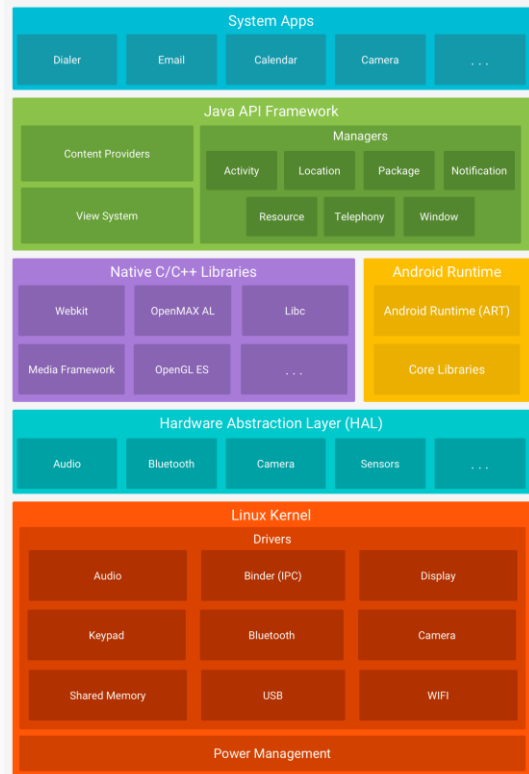 System Apps
Dialer
Email
Calendar
Camera
. . .
Java API Framework
Content Providers
View System
Managers
Activity
Location
Package
Notification
Resource
Telephony
Window
Native C/C++ Libraries
Webkit
OpenMAX AL
Libc
Media Framework
OpenGL ES
. . .
Android Runtime
Android Runtime (ART)
Core Libraries
Hardware Abstraction Layer (HAL)
Audio
Bluetooth
Camera
Sensors
. . .
Linux Kernel
Drivers
Audio
Binder (IPC)
Display
Keypad
Bluetooth
Camera
Shared Memory
USB
WIFI
Power Management